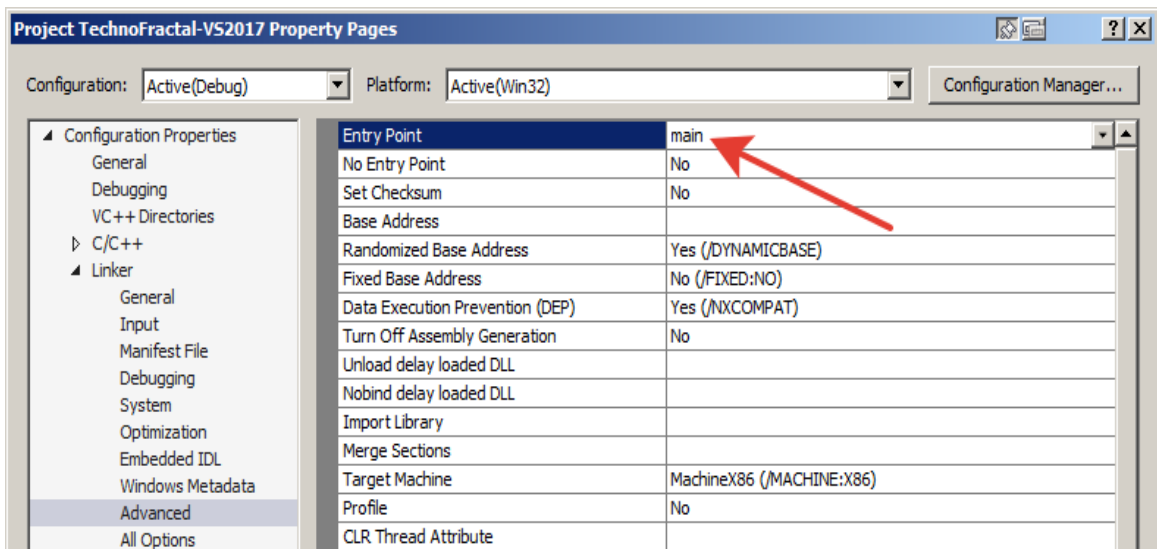 Project TechnoFractal-VS2017 Property Pages
Configuration: Active(Debug) Platform: Active(Win32) Configuration Manager...
Configuration Properties
General
Debugging
VC++ Directories
C/C++
Linker
General
Input
Manifest File
Debugging
System
Optimization
Embedded IDL
Windows Metadata
Advanced
All Options
Entry Point main
No Entry Point No
Set Checksum No
Base Address
Randomized Base Address Yes (/DYNAMICBASE)
Fixed Base Address No (/FIXED:NO)
Data Execution Prevention (DEP) Yes (/NXCOMPAT)
Turn Off Assembly Generation No
Unload delay loaded DLL
Nobind delay loaded DLL
Import Library
Merge Sections
Target Machine MachineX86 (/MACHINE:X86)
Profile No
CLR Thread Attribute